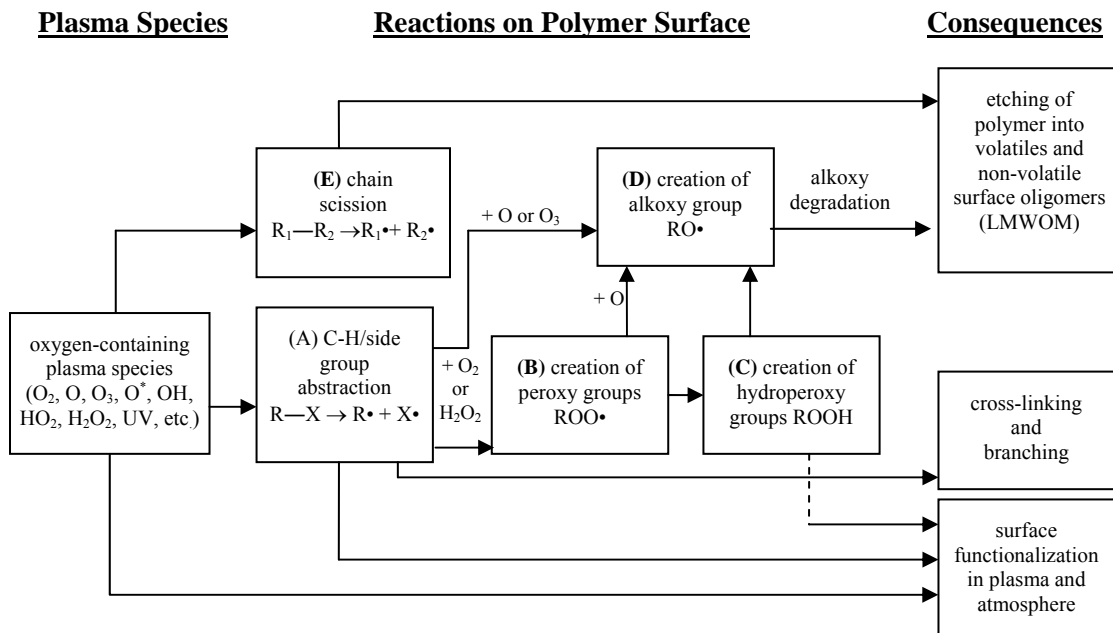 Plasma Species
Reactions on Polymer Surface
Consequences
oxygen-containing
plasma species
(O₂, O, O₃, O*, OH,
HO₂, H₂O₂, UV, etc.)
(E) chain
scission
R₁—R₂ →R₁•+ R₂•
(A) C-H/side
group
abstraction
R—X → R• + X•
+ O or O₃
+ O₂
or
H₂O₂
(D) creation of
alkoxy group
RO•
+ O
(B) creation of
peroxy groups
ROO•
(C) creation of
hydroperoxy
groups ROOH
alkoxy
degradation
etching of
polymer into
volatiles and
non-volatile
surface oligomers
(LMWOM)
cross-linking
and
branching
surface
functionalization
in plasma and
atmosphere